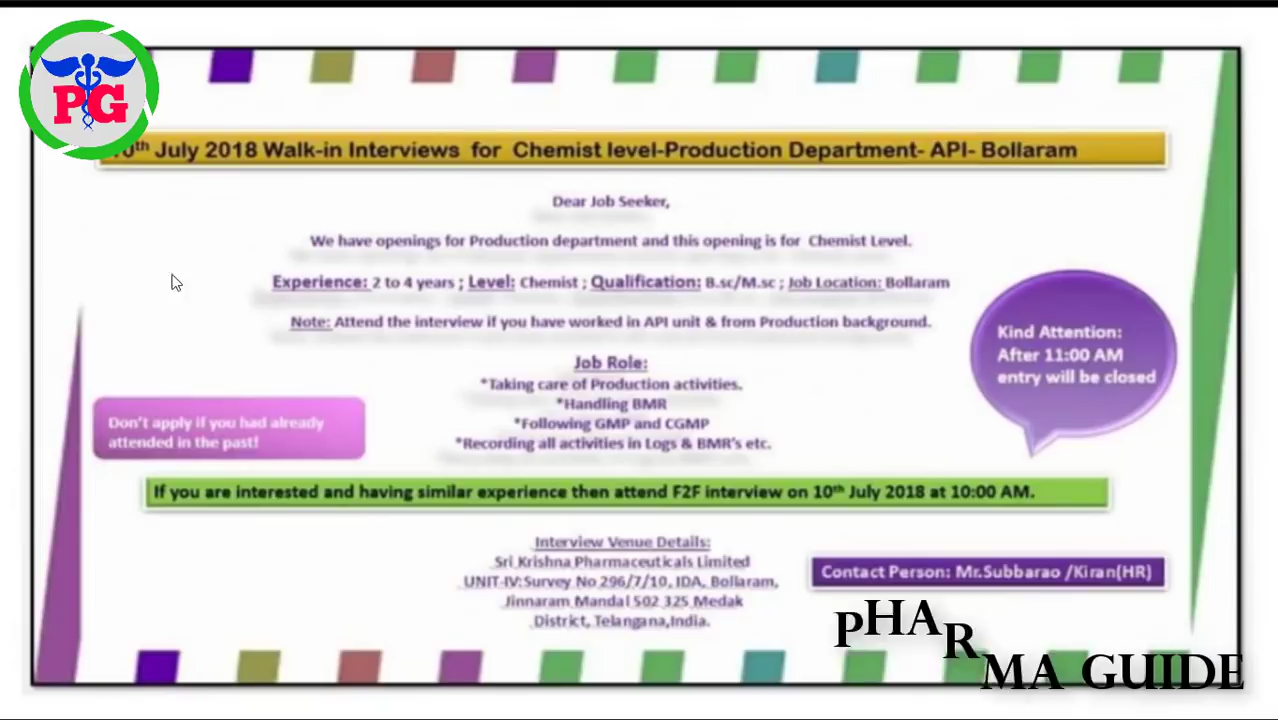 PG
10th July 2018 Walk-in Interviews for Chemist level-Production Department- API- Bollaram
Dear Job Seeker,
We have openings for Production department and this opening is for Chemist Level.
Experience: 2 to 4 years ; Level: Chemist ; Qualification: B.sc/M.sc ; Job Location: Bollaram
Note: Attend the interview if you have worked in API unit & from Production background.
Kind Attention:
After 11:00 AM
entry will be closed
Job Role:
*Taking care of Production activities.
*Handling BMR
*Following GMP and CGMP
*Recording all activities in Logs & BMR's etc.
Don't apply if you had already
attended in the past!
If you are interested and having similar experience then attend F2F interview on 10th July 2018 at 10:00 AM.
Interview Venue Details:
Sri Krishna Pharmaceuticals Limited
UNIT-IV:Survey No 296/7/10, IDA, Bollaram,
Jinnaram Mandal 502 325 Medak
District, Telangana,India.
Contact Person: Mr.Subbarao /Kiran(HR)
PHARMA GUIDE